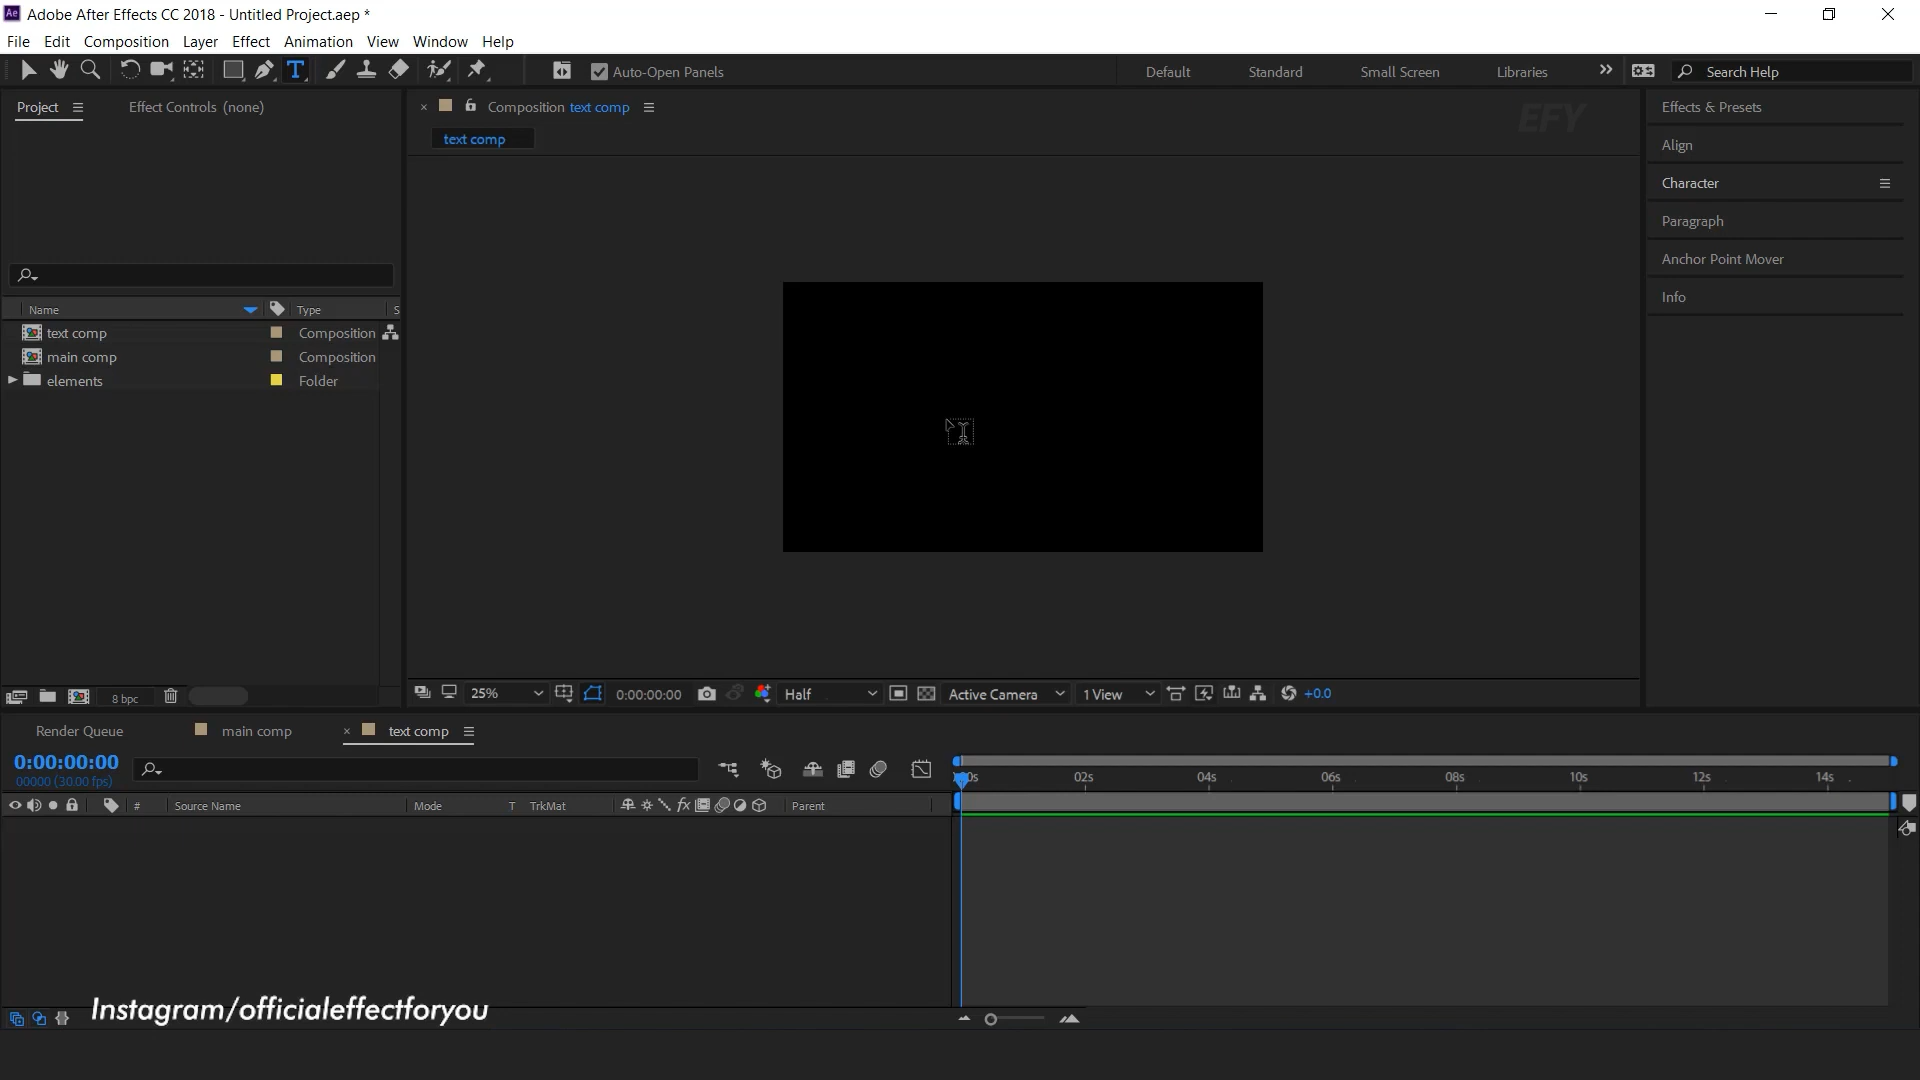 Adobe After Effects CC 2018 - Untitled Project.aep *
File Edit Composition Layer Effect Animation View Window Help
Auto-Open Panels Default Standard Small Screen Libraries Search Help
Project Effect Controls (none) Composition text comp EFY Effects & Presets
text comp
Align
Character
Paragraph
Anchor Point Mover
Info
Name Type S
text comp Composition
main comp Composition
elements Folder
8 bpc 25% 0:00:00:00 Half Active Camera 1 View +0.0
Render Queue main comp text comp
0:00:00:00
00000 (30.00 fps)
02s 04s 06s 08s 10s 12s 14s
# Source Name Mode T TrkMat Parent
Instagram/officialeffectforyou